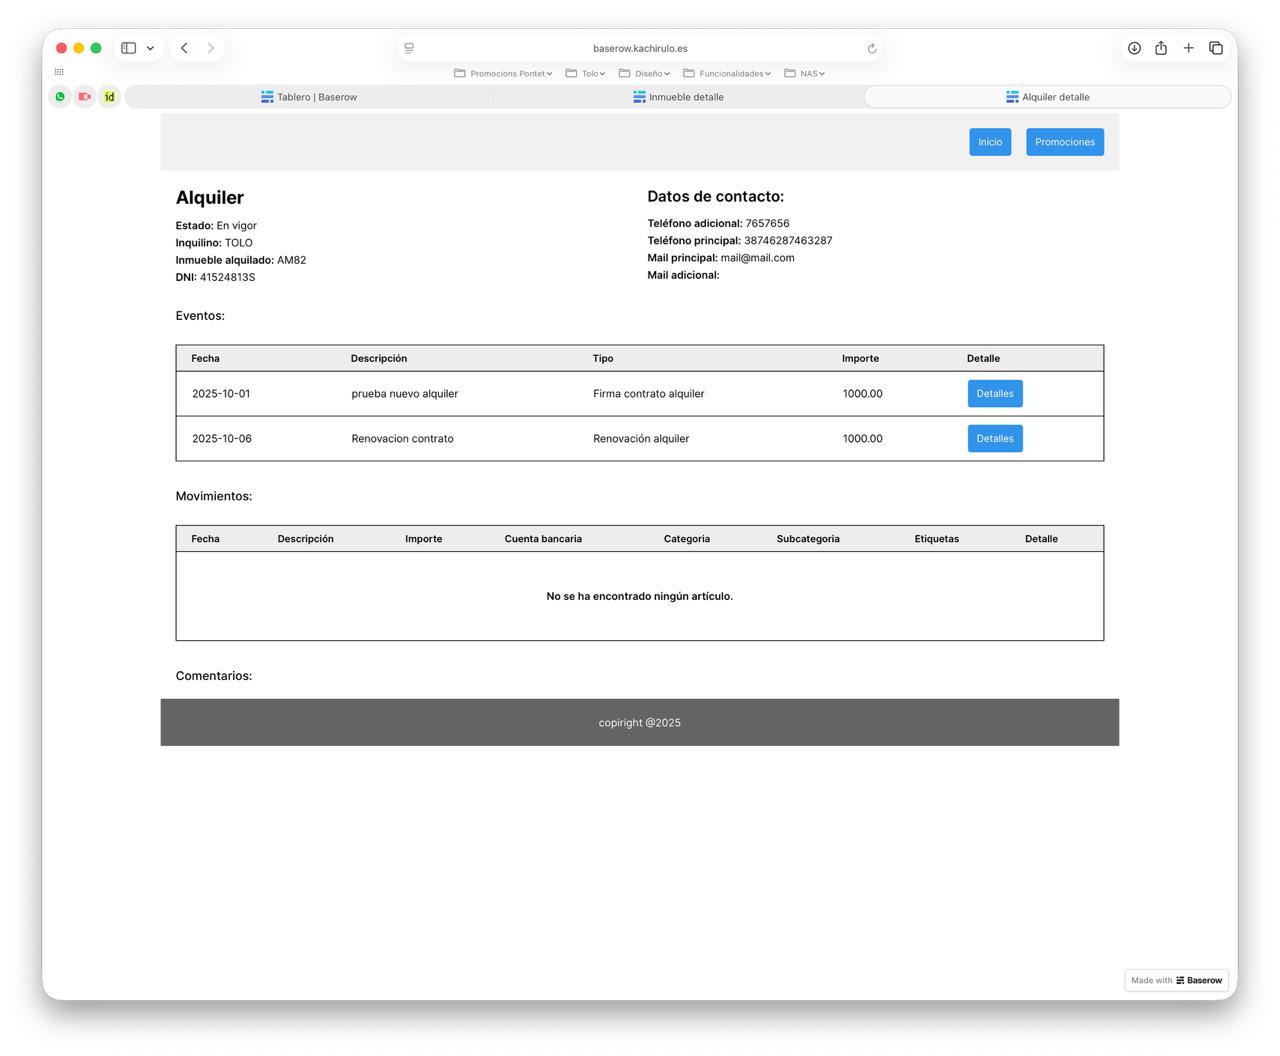 baserow.kachirulo.es
Promocions Pontet
Tolo
Diseño
Funcionalidades
NAS
id
Tablero | Baserow
Inmueble detalle
Alquiler detalle
Inicio
Promociones
Alquiler
Estado: En vigor
Inquilino: TOLO
Inmueble alquilado: AM82
DNI: 41524813S
Datos de contacto:
Teléfono adicional: 7657656
Teléfono principal: 38746287463287
Mail principal: mail@mail.com
Mail adicional:
Eventos:
Fecha Descripción Tipo Importe Detalle
2025-10-01 prueba nuevo alquiler Firma contrato alquiler 1000.00 Detalles
2025-10-06 Renovacion contrato Renovación alquiler 1000.00 Detalles
Movimientos:
Fecha Descripción Importe Cuenta bancaria Categoria Subcategoria Etiquetas Detalle
No se ha encontrado ningún artículo.
Comentarios:
copiright @2025
Made with Baserow